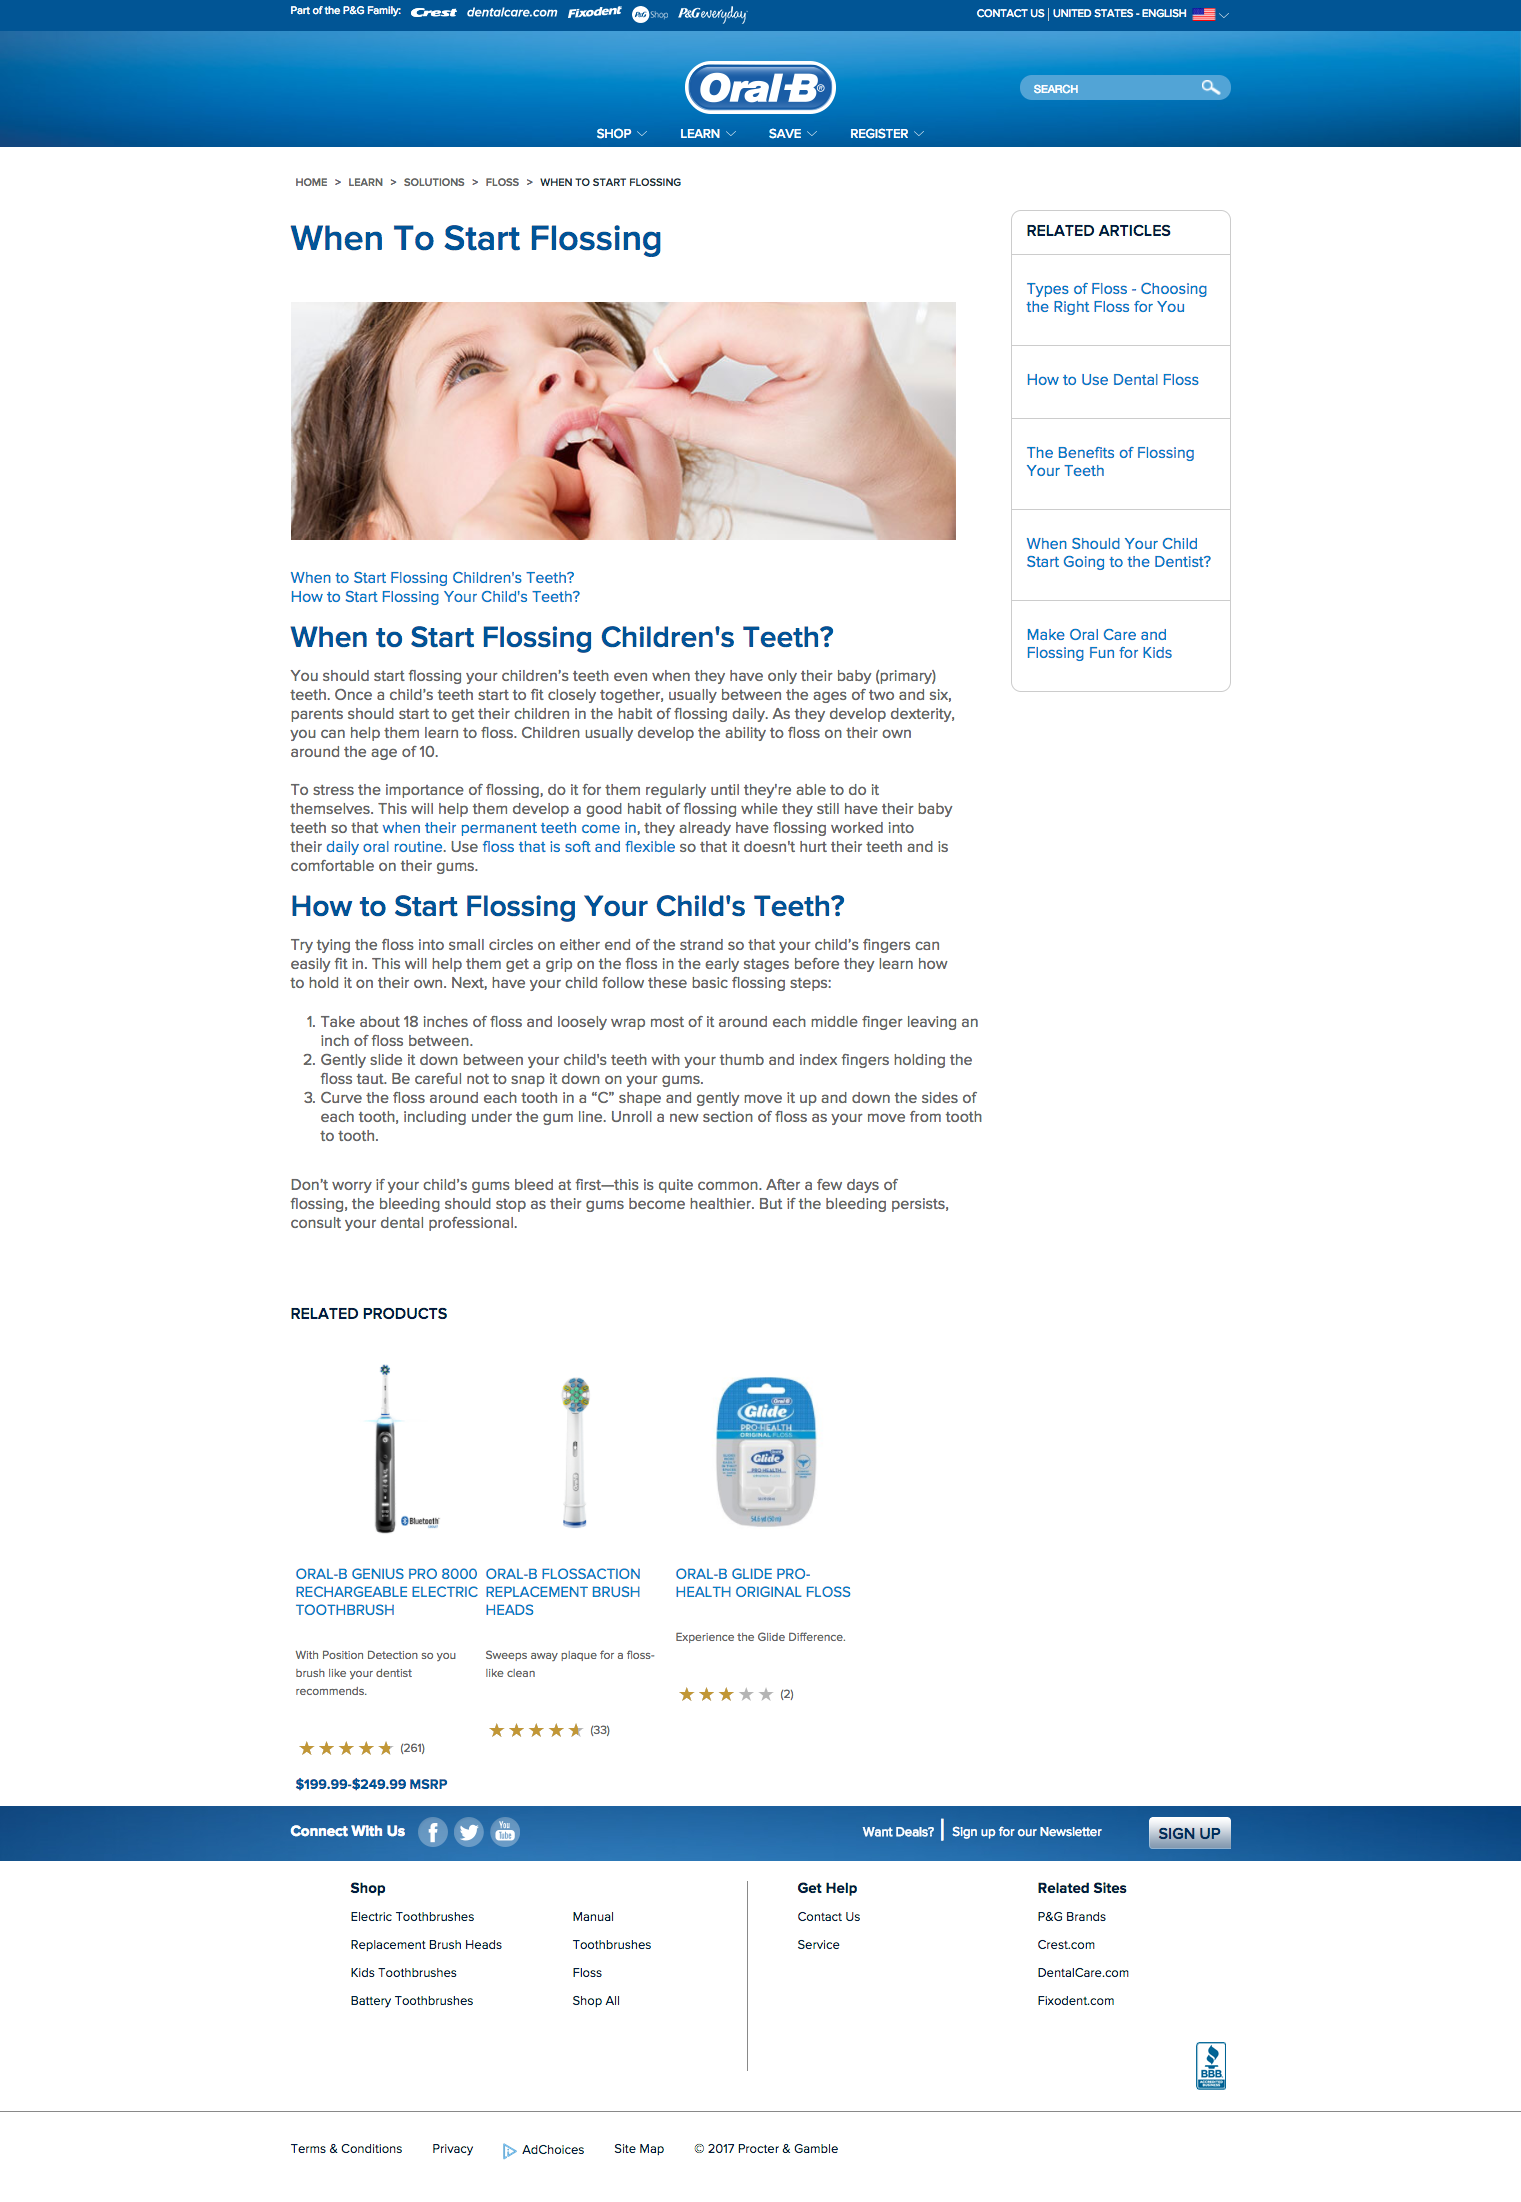 Part of the P&G Family: Crest dentalcare.com Fixodent P&G Shop P&G everyday
CONTACT US | UNITED STATES - ENGLISH
Oral-B®
SEARCH
SHOP LEARN SAVE REGISTER
HOME > LEARN > SOLUTIONS > FLOSS > WHEN TO START FLOSSING
When To Start Flossing
When to Start Flossing Children's Teeth?
How to Start Flossing Your Child's Teeth?
When to Start Flossing Children's Teeth?
You should start flossing your children’s teeth even when they have only their baby (primary)
teeth. Once a child’s teeth start to fit closely together, usually between the ages of two and six,
parents should start to get their children in the habit of flossing daily. As they develop dexterity,
you can help them learn to floss. Children usually develop the ability to floss on their own
around the age of 10.
To stress the importance of flossing, do it for them regularly until they're able to do it
themselves. This will help them develop a good habit of flossing while they still have their baby
teeth so that when their permanent teeth come in, they already have flossing worked into
their daily oral routine. Use floss that is soft and flexible so that it doesn't hurt their teeth and is
comfortable on their gums.
How to Start Flossing Your Child's Teeth?
Try tying the floss into small circles on either end of the strand so that your child’s fingers can
easily fit in. This will help them get a grip on the floss in the early stages before they learn how
to hold it on their own. Next, have your child follow these basic flossing steps:
1. Take about 18 inches of floss and loosely wrap most of it around each middle finger leaving an
inch of floss between.
2. Gently slide it down between your child's teeth with your thumb and index fingers holding the
floss taut. Be careful not to snap it down on your gums.
3. Curve the floss around each tooth in a “C” shape and gently move it up and down the sides of
each tooth, including under the gum line. Unroll a new section of floss as your move from tooth
to tooth.
Don’t worry if your child’s gums bleed at first—this is quite common. After a few days of
flossing, the bleeding should stop as their gums become healthier. But if the bleeding persists,
consult your dental professional.
RELATED ARTICLES
Types of Floss - Choosing
the Right Floss for You
How to Use Dental Floss
The Benefits of Flossing
Your Teeth
When Should Your Child
Start Going to the Dentist?
Make Oral Care and
Flossing Fun for Kids
RELATED PRODUCTS
Bluetooth
ORAL-B GENIUS PRO 8000
RECHARGEABLE ELECTRIC
TOOTHBRUSH
With Position Detection so you
brush like your dentist
recommends.
(261)
$199.99-$249.99 MSRP
ORAL-B FLOSSACTION
REPLACEMENT BRUSH
HEADS
Sweeps away plaque for a floss-
like clean
(33)
Oral-B
Glide
PRO-HEALTH
ORIGINAL FLOSS
Glide
PRO-HEALTH
54.6 yd (50 m)
ORAL-B GLIDE PRO-
HEALTH ORIGINAL FLOSS
Experience the Glide Difference.
(2)
Connect With Us f You Tube
Want Deals? | Sign up for our Newsletter SIGN UP
Shop
Electric Toothbrushes
Replacement Brush Heads
Kids Toothbrushes
Battery Toothbrushes
Manual
Toothbrushes
Floss
Shop All
Get Help
Contact Us
Service
Related Sites
P&G Brands
Crest.com
DentalCare.com
Fixodent.com
BBB
Terms & Conditions Privacy AdChoices Site Map © 2017 Procter & Gamble